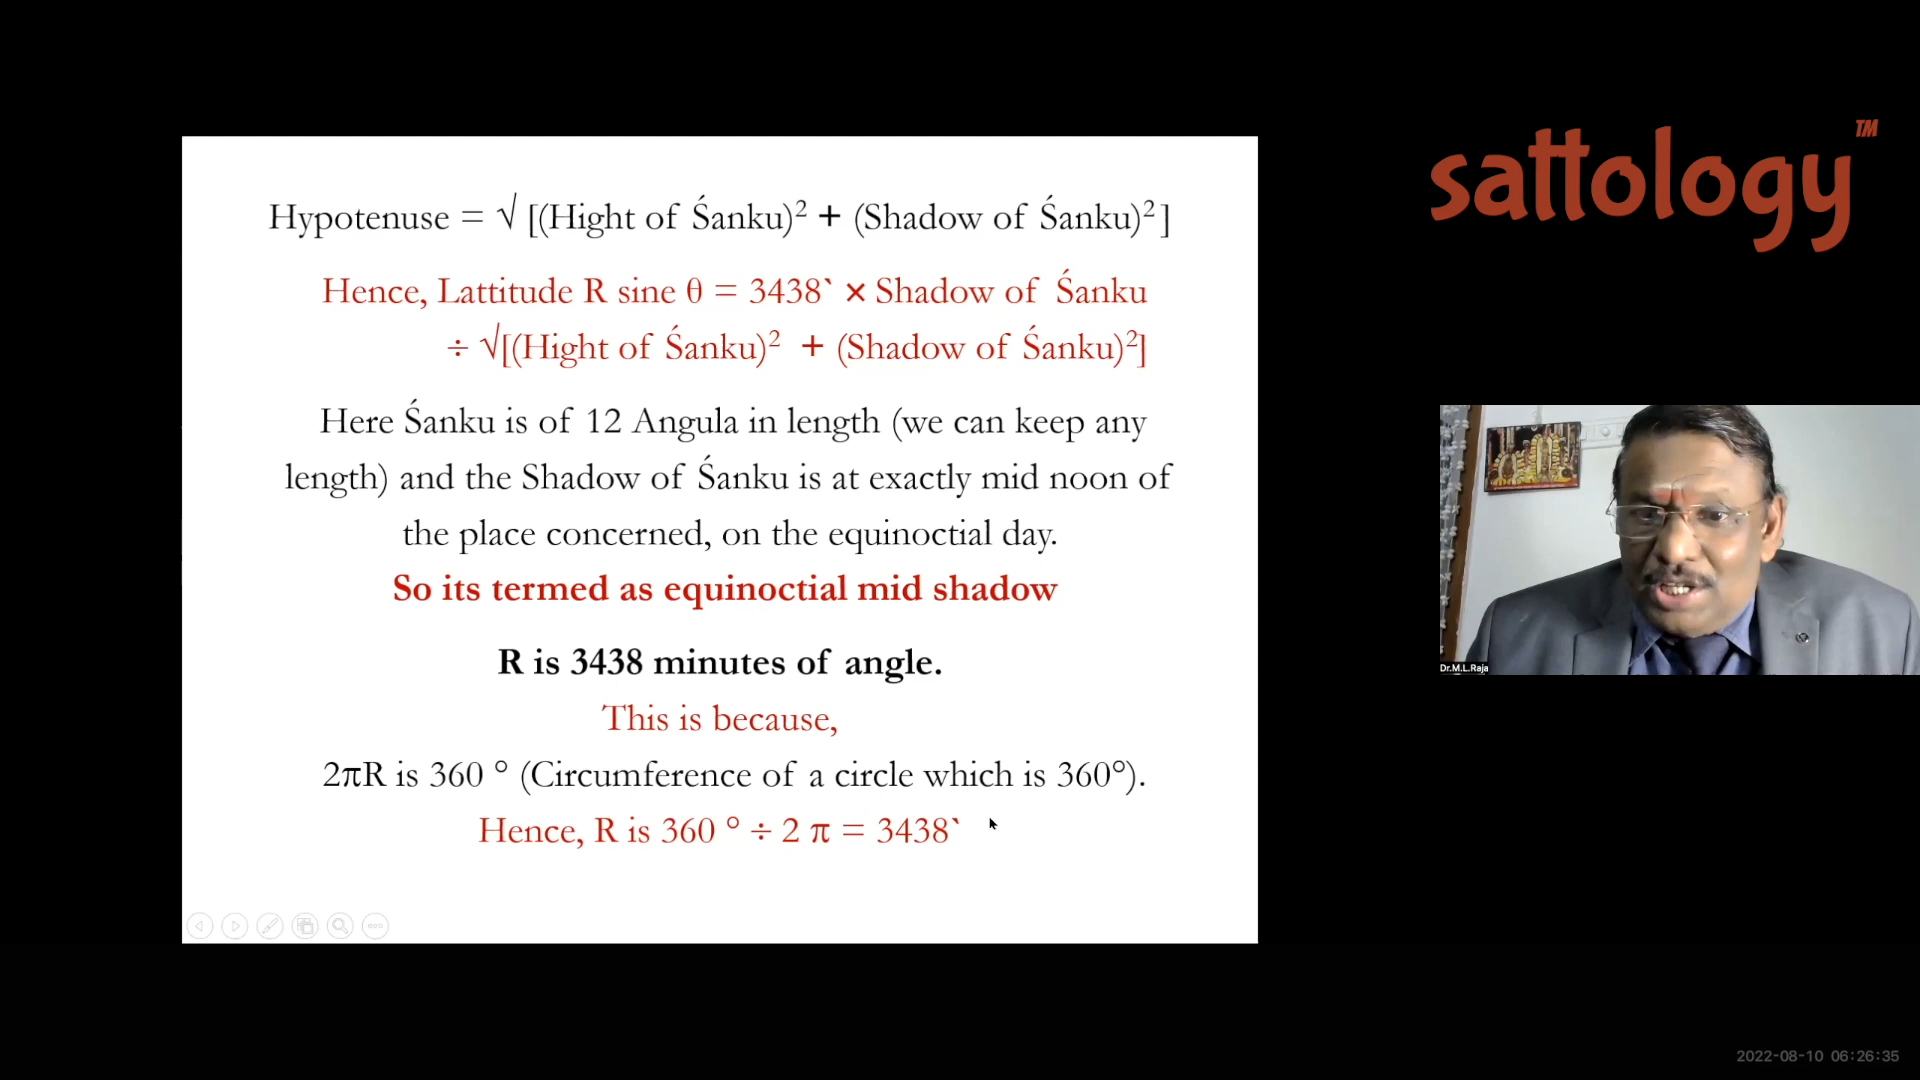 sattology™
Hypotenuse = √ [(Hight of Śanku)² + (Shadow of Śanku)² ]
Hence, Lattitude R sine θ = 3438` × Shadow of Śanku
÷ √[(Hight of Śanku)² + (Shadow of Śanku)²]
Here Śanku is of 12 Angula in length (we can keep any
length) and the Shadow of Śanku is at exactly mid noon of
the place concerned, on the equinoctial day.
So its termed as equinoctial mid shadow
R is 3438 minutes of angle.
This is because,
2πR is 360 ° (Circumference of a circle which is 360°).
Hence, R is 360 ° ÷ 2 π = 3438`
Dr.M.L.Raja
2022-08-10 06:26:35